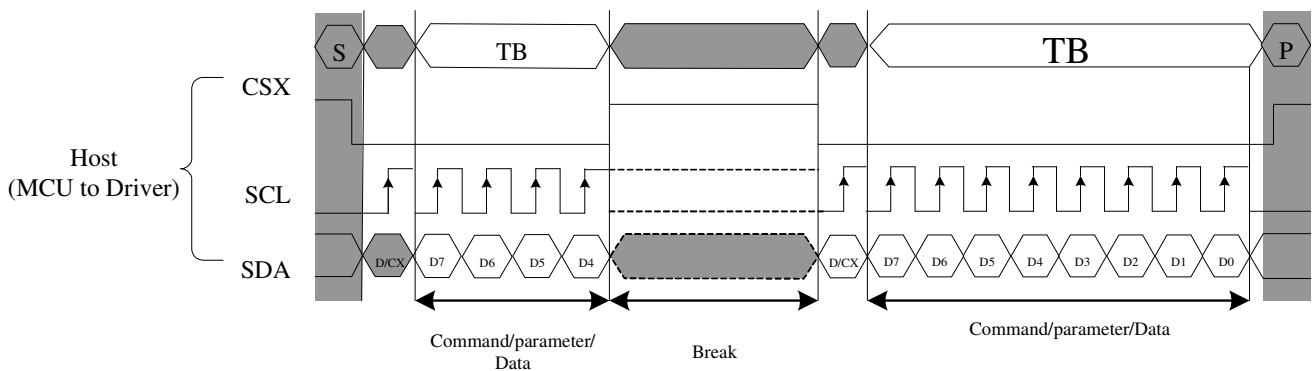 S TB TB P
CSX
Host
(MCU to Driver)
SCL
SDA
D/CX D7 D6 D5 D4 D/CX D7 D6 D5 D4 D3 D2 D1 D0
Command/parameter/
Data
Break
Command/parameter/Data